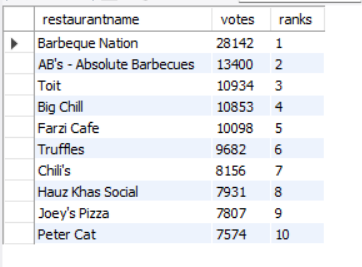 restaurantname votes ranks
Barbeque Nation 28142 1
AB's - Absolute Barbecues 13400 2
Toit 10934 3
Big Chill 10853 4
Farzi Cafe 10098 5
Truffles 9682 6
Chili's 8156 7
Hauz Khas Social 7931 8
Joey's Pizza 7807 9
Peter Cat 7574 10